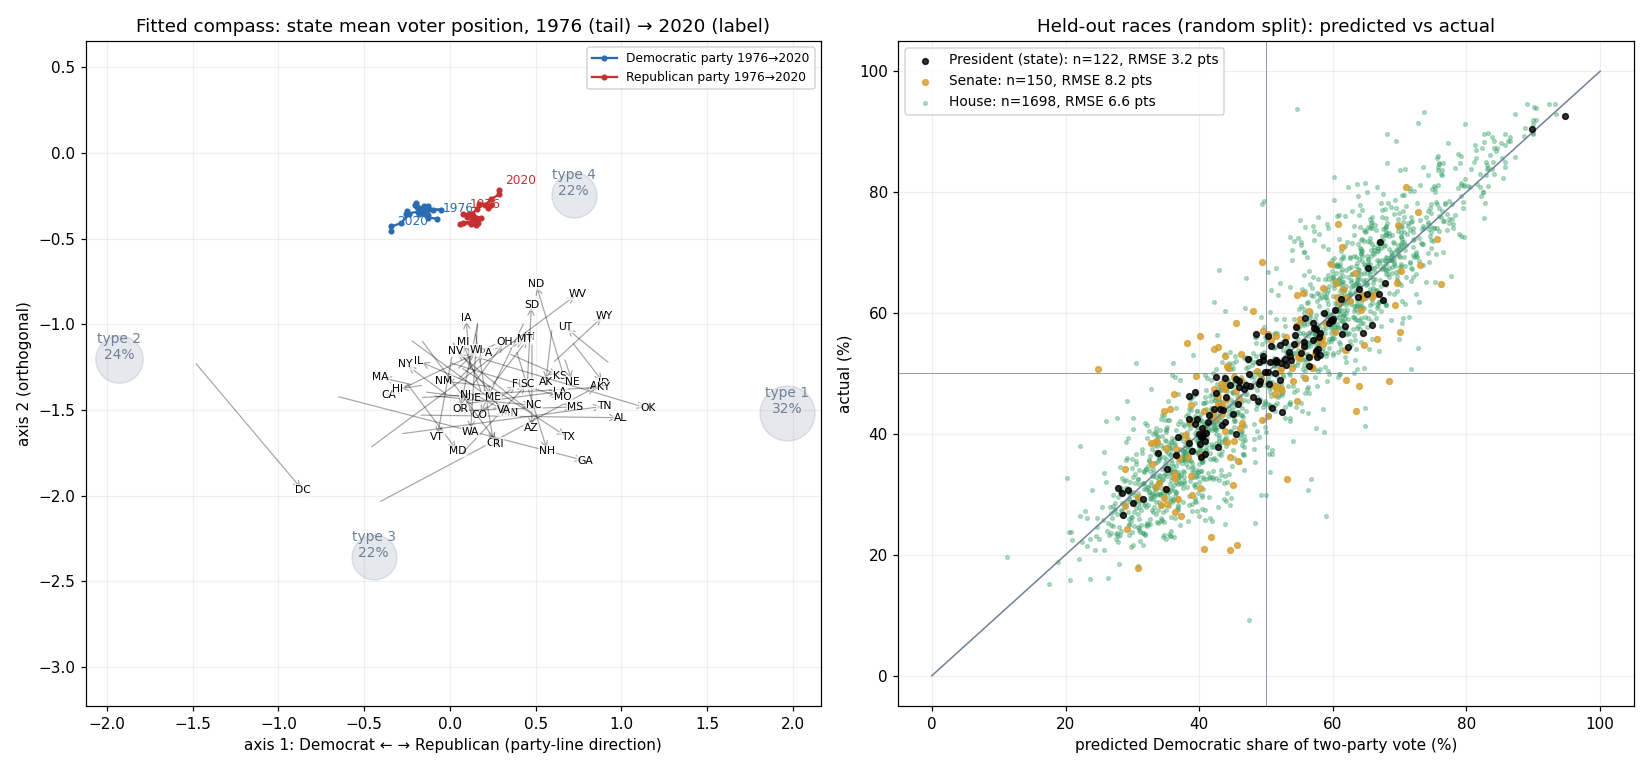 Fitted compass: state mean voter position, 1976 (tail) → 2020 (label)
Democratic party 1976→2020
Republican party 1976→2020
0.5
0.0
−0.5
−1.0
−1.5
−2.0
−2.5
−3.0
axis 2 (orthogonal)
2020
type 4
22%
1976
2020
ND
WV
SD
WY
IA
UT
type 2
24%
MI
OH
MT
NV
WI
NY
IL
MA
KS
HI
NM
SC
AK
NE
KY
CA
ME
MO
type 1
32%
OR
NC
MS
TN
OK
CO
VA
AL
AZ
VT
WA
TX
RI
MD
NH
GA
DC
type 3
22%
−2.0
−1.5
−1.0
−0.5
0.0
0.5
1.0
1.5
2.0
axis 1: Democrat ← → Republican (party-line direction)
Held-out races (random split): predicted vs actual
President (state): n=122, RMSE 3.2 pts
Senate: n=150, RMSE 8.2 pts
House: n=1698, RMSE 6.6 pts
100
80
60
40
20
0
actual (%)
0
20
40
60
80
100
predicted Democratic share of two-party vote (%)